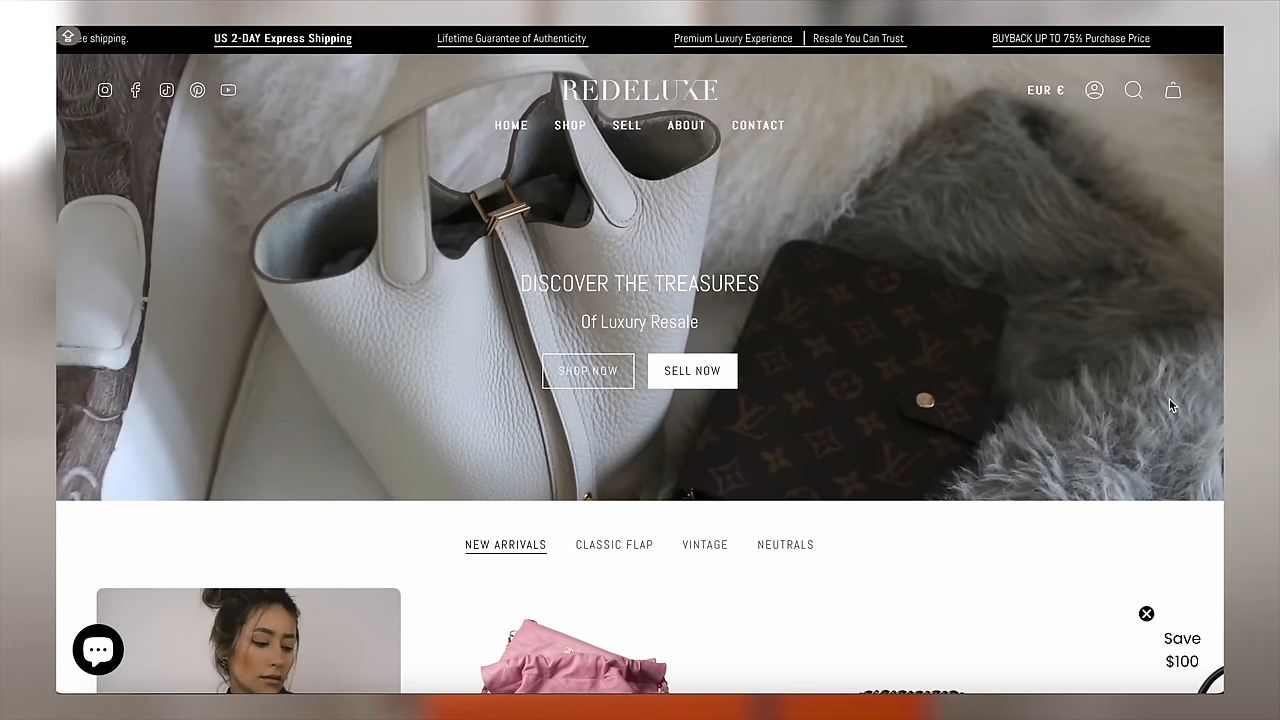 ee shipping.
US 2-DAY Express Shipping
Lifetime Guarantee of Authenticity
Premium Luxury Experience | Resale You Can Trust
BUYBACK UP TO 75% Purchase Price
REDELUXE
EUR €
HOME SHOP SELL ABOUT CONTACT
DISCOVER THE TREASURES
Of Luxury Resale
SHOP NOW SELL NOW
NEW ARRIVALS CLASSIC FLAP VINTAGE NEUTRALS
Save
$100